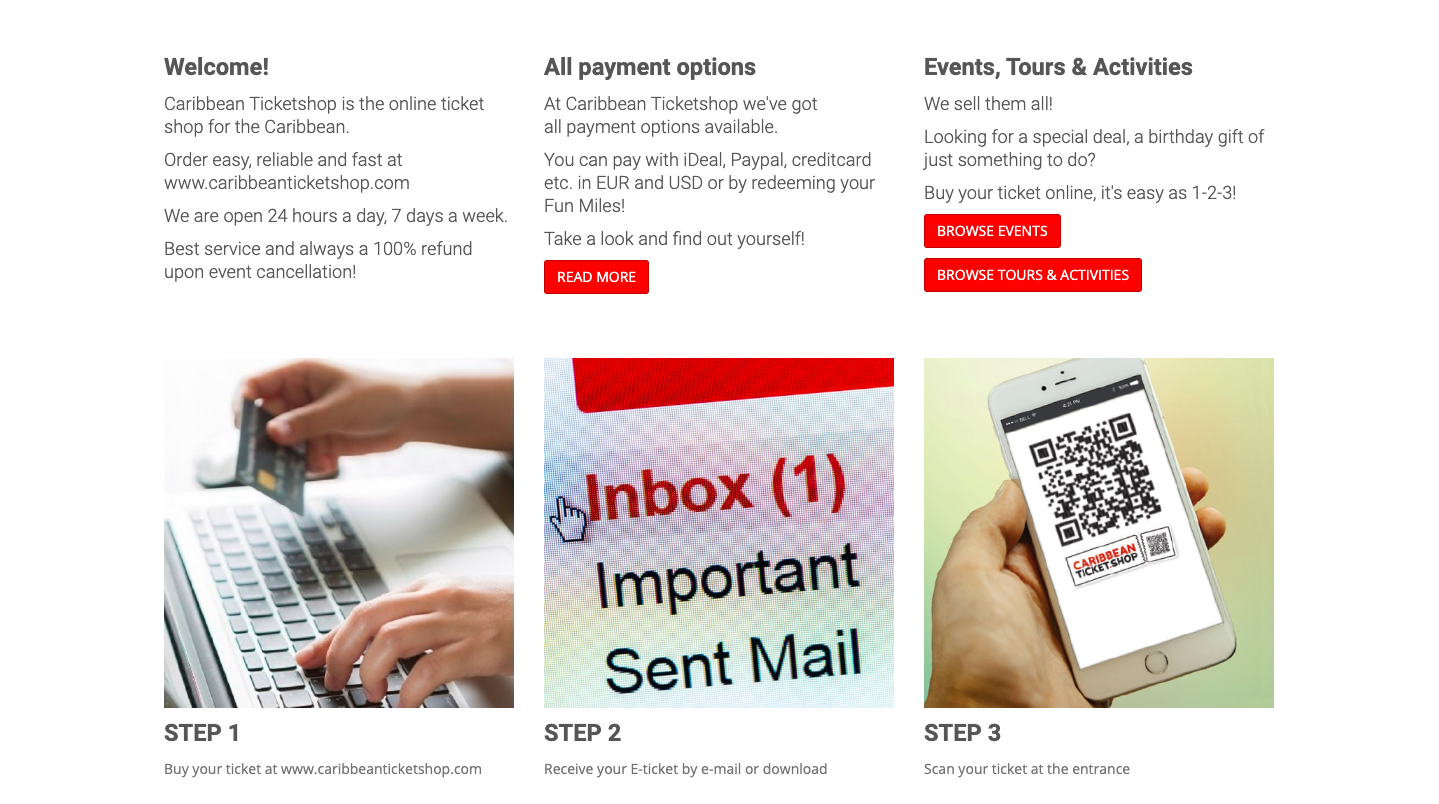 Welcome!
Caribbean Ticketshop is the online ticket
shop for the Caribbean.
Order easy, reliable and fast at
www.caribbeanticketshop.com
We are open 24 hours a day, 7 days a week.
Best service and always a 100% refund
upon event cancellation!
All payment options
At Caribbean Ticketshop we've got
all payment options available.
You can pay with iDeal, Paypal, creditcard
etc. in EUR and USD or by redeeming your
Fun Miles!
Take a look and find out yourself!
READ MORE
Events, Tours & Activities
We sell them all!
Looking for a special deal, a birthday gift of
just something to do?
Buy your ticket online, it's easy as 1-2-3!
BROWSE EVENTS
BROWSE TOURS & ACTIVITIES
STEP 1
Buy your ticket at www.caribbeanticketshop.com
Inbox (1)
Important
Sent Mail
STEP 2
Receive your E-ticket by e-mail or download
4:21 PM
CARIBBEAN
TICKET.SHOP
STEP 3
Scan your ticket at the entrance